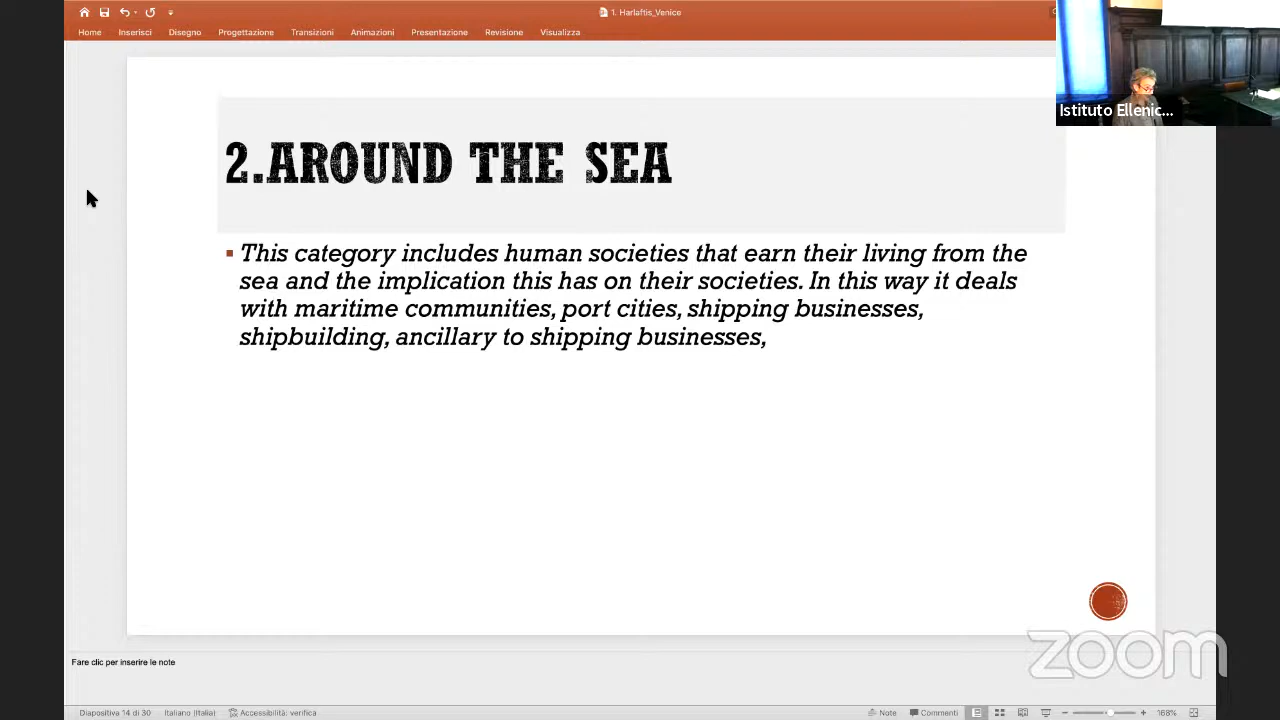 1. Harlaftis_Venice
Home Inserisci Disegno Progettazione Transizioni Animazioni Presentazione Revisione Visualizza
Istituto Ellenic...
2.AROUND THE SEA
This category includes human societies that earn their living from the
sea and the implication this has on their societies. In this way it deals
with maritime communities, port cities, shipping businesses,
shipbuilding, ancillary to shipping businesses,
zoom
Fare clic per inserire le note
Diapositiva 14 di 30 Italiano (Italia) Accessibilità: verifica Note Commenti 168%